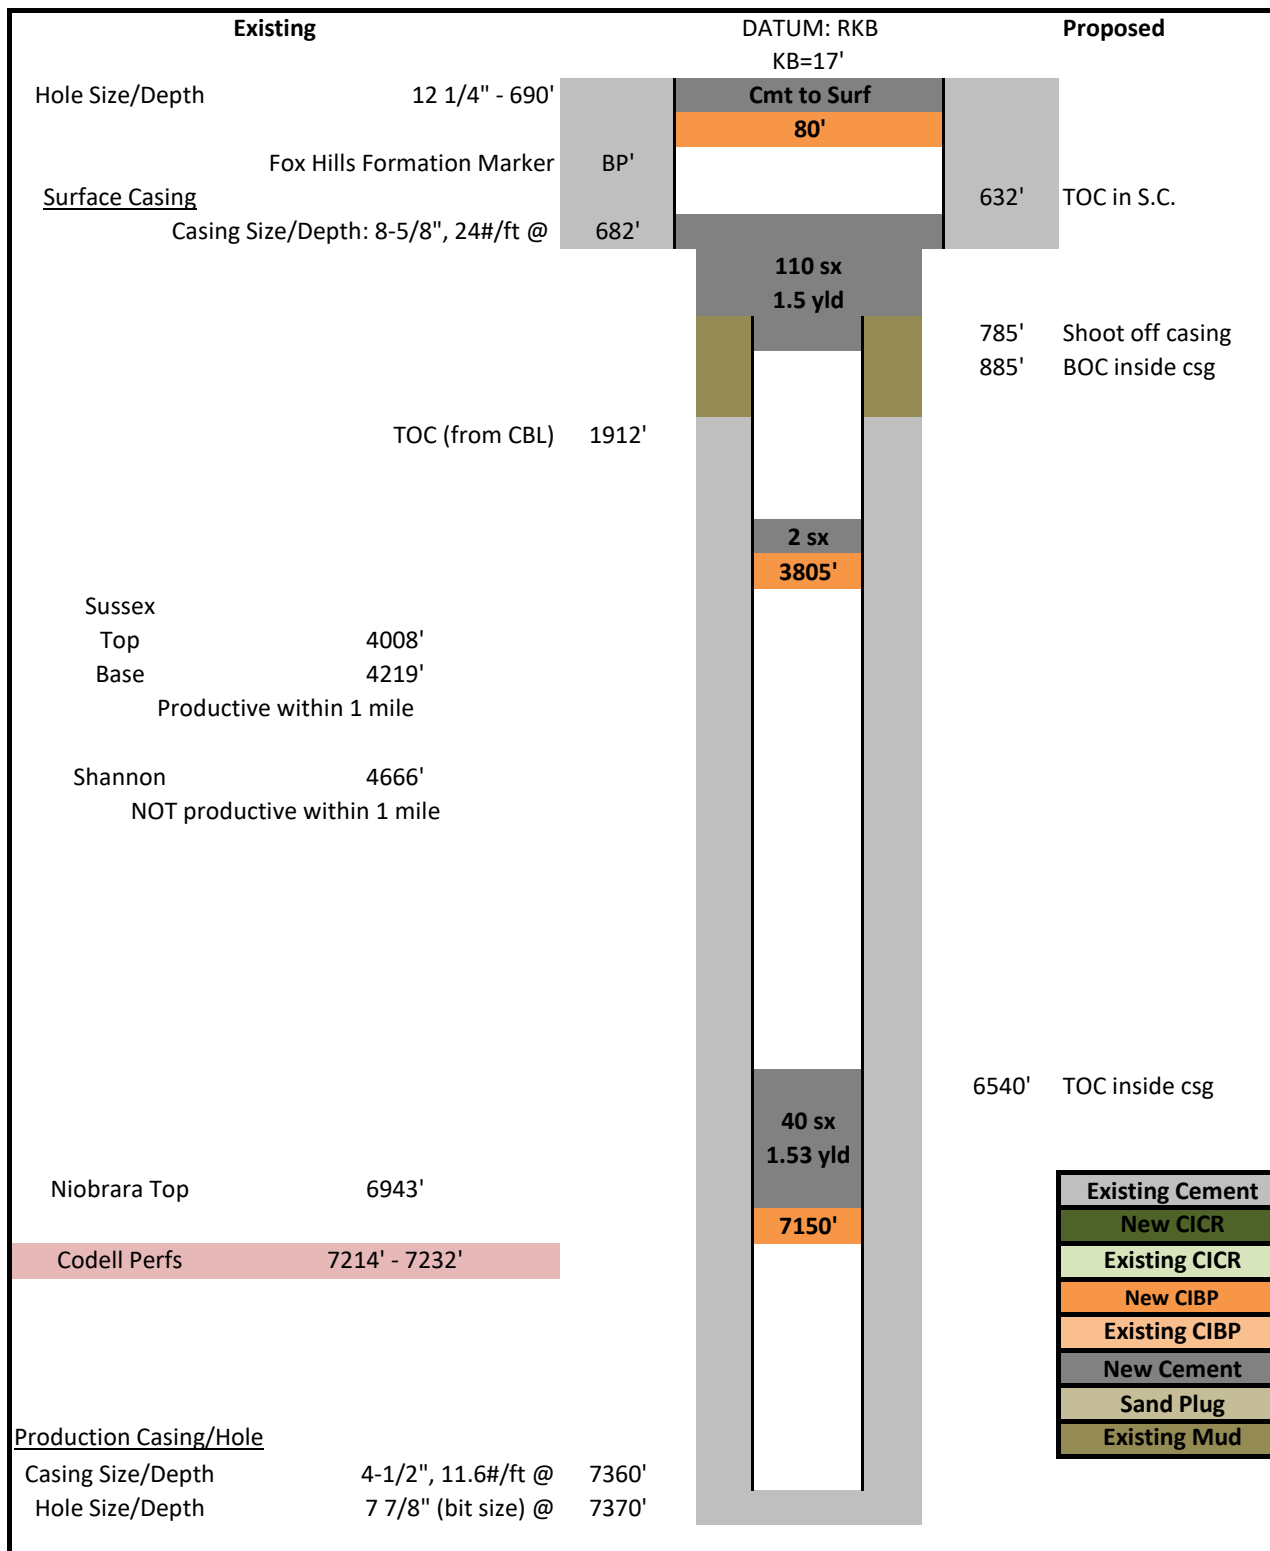 Existing DATUM: RKB Proposed
KB=17'
Hole Size/Depth 12 1/4" - 690' Cmt to Surf
80'
Fox Hills Formation Marker BP'
Surface Casing 632' TOC in S.C.
Casing Size/Depth: 8-5/8", 24#/ft @ 682'
110 sx
1.5 yld
785' Shoot off casing
885' BOC inside csg
TOC (from CBL) 1912'
2 sx
3805'
Sussex
Top 4008'
Base 4219'
Productive within 1 mile
Shannon 4666'
NOT productive within 1 mile
6540' TOC inside csg
40 sx
1.53 yld
Niobrara Top 6943'
7150'
Codell Perfs 7214' - 7232'
Existing Cement
New CICR
Existing CICR
New CIBP
Existing CIBP
New Cement
Sand Plug
Existing Mud
Production Casing/Hole
Casing Size/Depth 4-1/2", 11.6#/ft @ 7360'
Hole Size/Depth 7 7/8" (bit size) @ 7370'